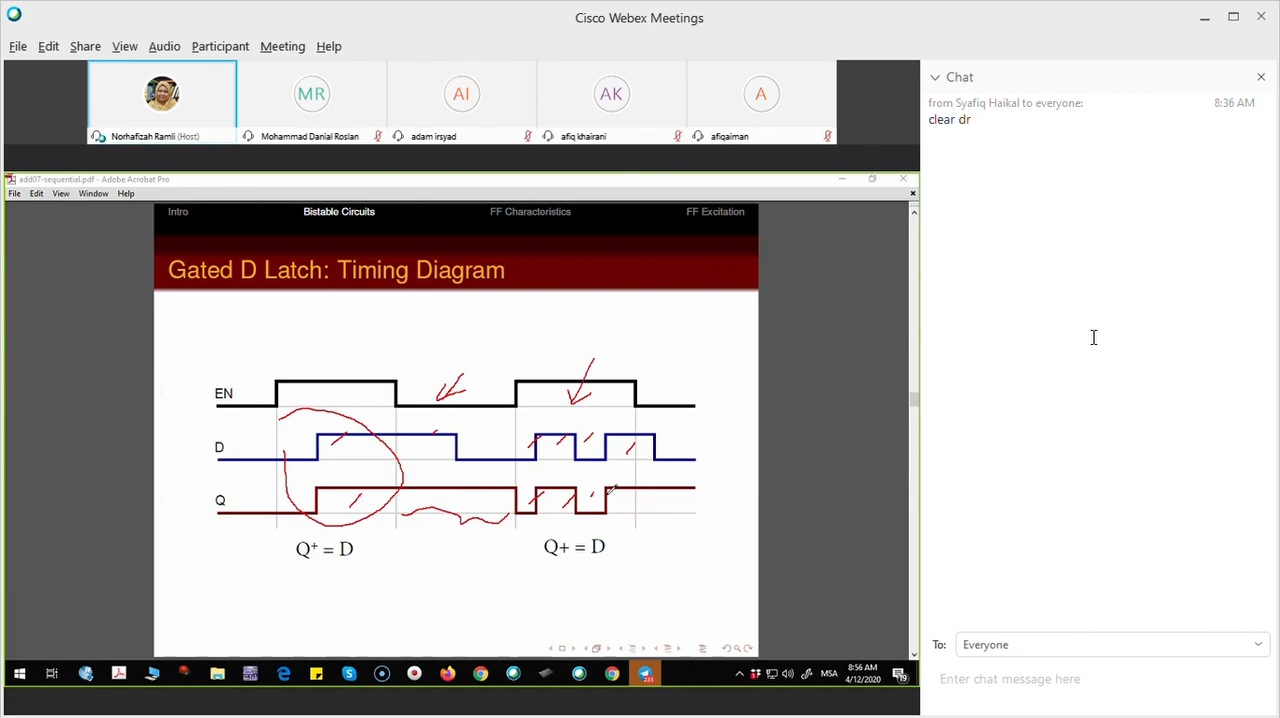 Cisco Webex Meetings
File Edit Share View Audio Participant Meeting Help
MR AI AK A
Norhafizah Ramli (Host) Mohammad Danial Roslan adam irsyad afiq khairani afiqaiman
Chat
from Syafiq Haikal to everyone: 8:36 AM
clear dr
add07-sequential.pdf - Adobe Acrobat Pro
File Edit View Window Help
Intro Bistable Circuits FF Characteristics FF Excitation
Gated D Latch: Timing Diagram
EN
D
Q
Q⁺ = D Q+ = D
To: Everyone
Enter chat message here
MSA 8:56 AM
4/12/2020